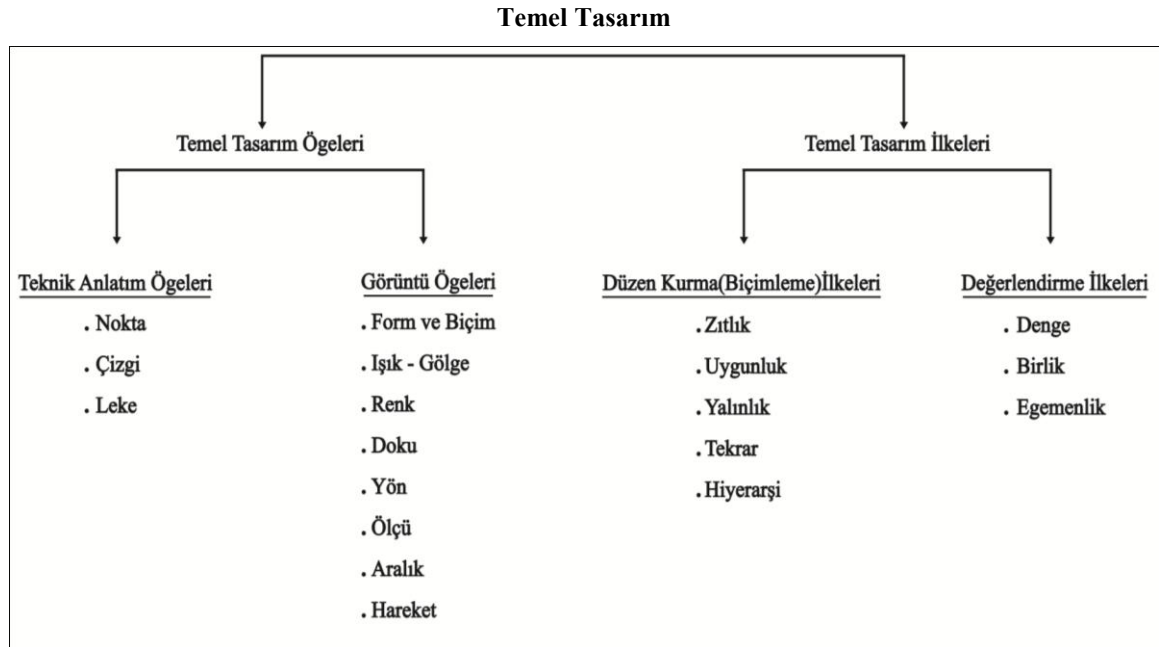 Temel Tasarım
Temel Tasarım Ögeleri
Temel Tasarım İlkeleri
Teknik Anlatım Ögeleri
. Nokta
. Çizgi
. Leke
Görüntü Ögeleri
. Form ve Biçim
. Işık - Gölge
. Renk
. Doku
. Yön
. Ölçü
. Aralık
. Hareket
Düzen Kurma(Biçimleme)İlkeleri
. Zıtlık
. Uygunluk
. Yalınlık
. Tekrar
. Hiyerarşi
Değerlendirme İlkeleri
. Denge
. Birlik
. Egemenlik